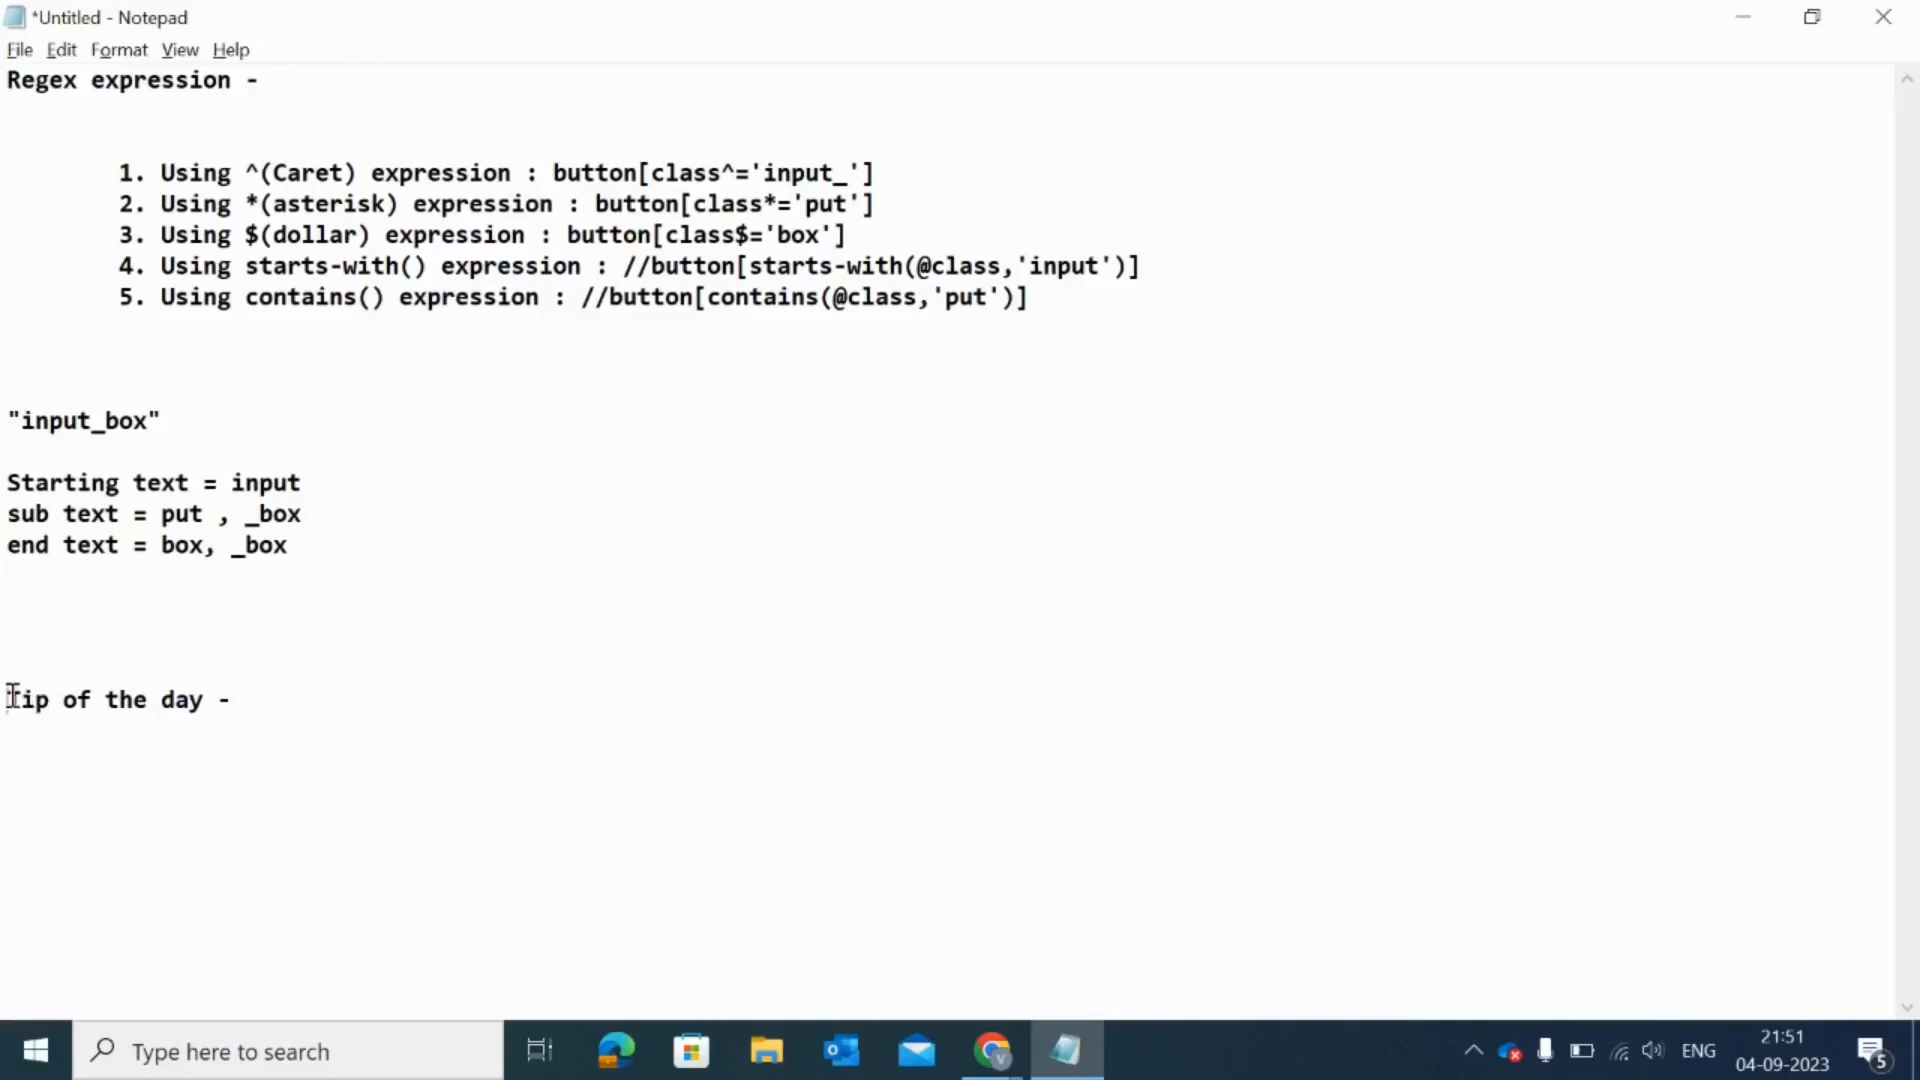 *Untitled - Notepad
File Edit Format View Help
Regex expression -
1. Using ^(Caret) expression : button[class^='input_']
2. Using *(asterisk) expression : button[class*='put']
3. Using $(dollar) expression : button[class$='box']
4. Using starts-with() expression : //button[starts-with(@class,'input')]
5. Using contains() expression : //button[contains(@class,'put')]
"input_box"
Starting text = input
sub text = put , _box
end text = box, _box
Tip of the day -
Type here to search
ENG
21:51
04-09-2023
5